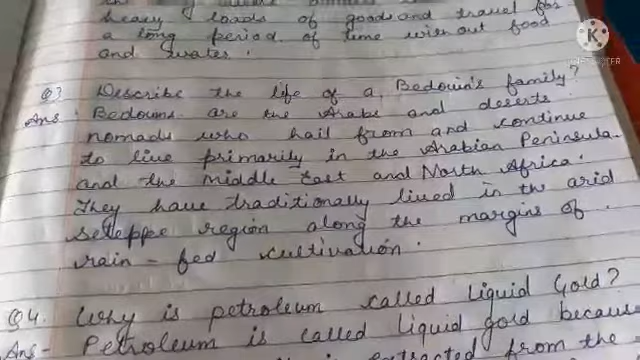 heavy loads of goods and travel for
a long period of time without food
and water.
Q3 Describe the life of a Bedouin's family?
Ans. Bedouins are the Arabs and deserts
nomads who hail from and continue
to live primarily in the Arabian Peninsula
and the Middle East and North Africa.
They have traditionally lived in the arid
seteppe region along the margins of
rain-fed cultivation.
Q4. Why is petroleum called liquid Gold?
Ans- Petroleum is called liquid gold because
extracted from the
K